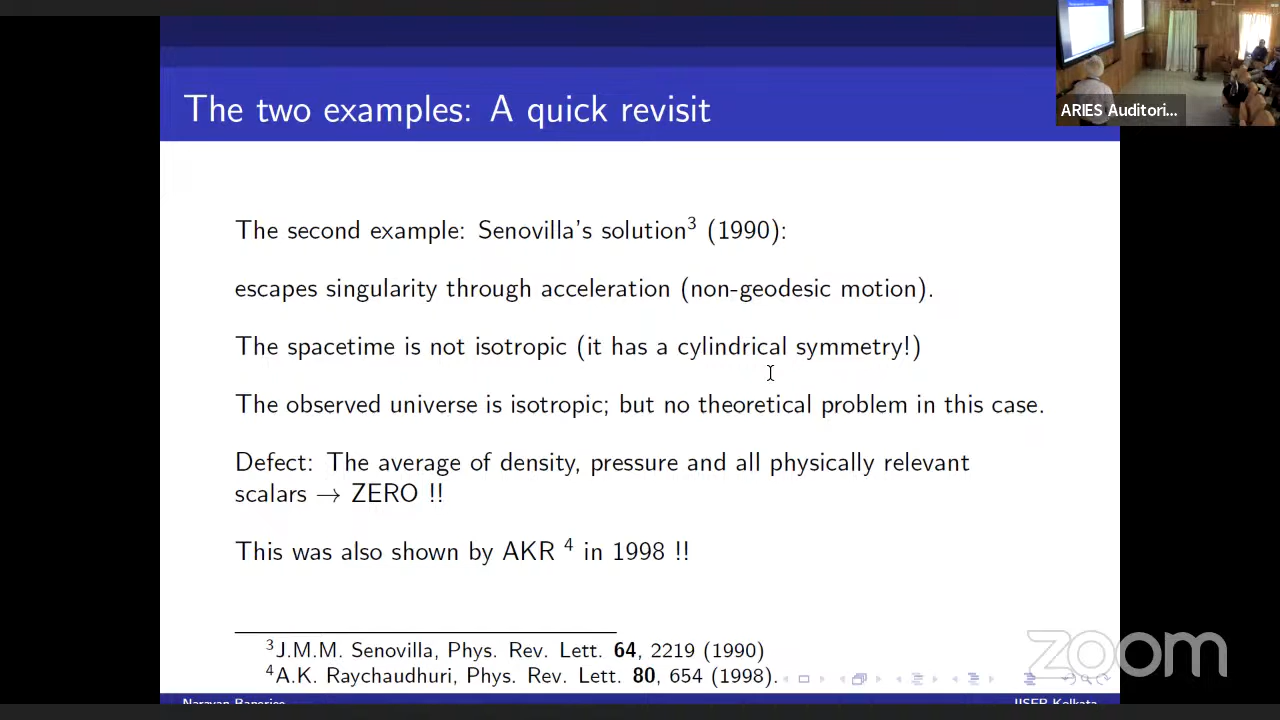 The two examples: A quick revisit
ARIES Auditori...
The second example: Senovilla's solution³ (1990):
escapes singularity through acceleration (non-geodesic motion).
The spacetime is not isotropic (it has a cylindrical symmetry!)
The observed universe is isotropic; but no theoretical problem in this case.
Defect: The average of density, pressure and all physically relevant
scalars → ZERO !!
This was also shown by AKR ⁴ in 1998 !!
³J.M.M. Senovilla, Phys. Rev. Lett. 64, 2219 (1990)
⁴A.K. Raychaudhuri, Phys. Rev. Lett. 80, 654 (1998).
zoom
Narayan Banerjee
IISER Kolkata